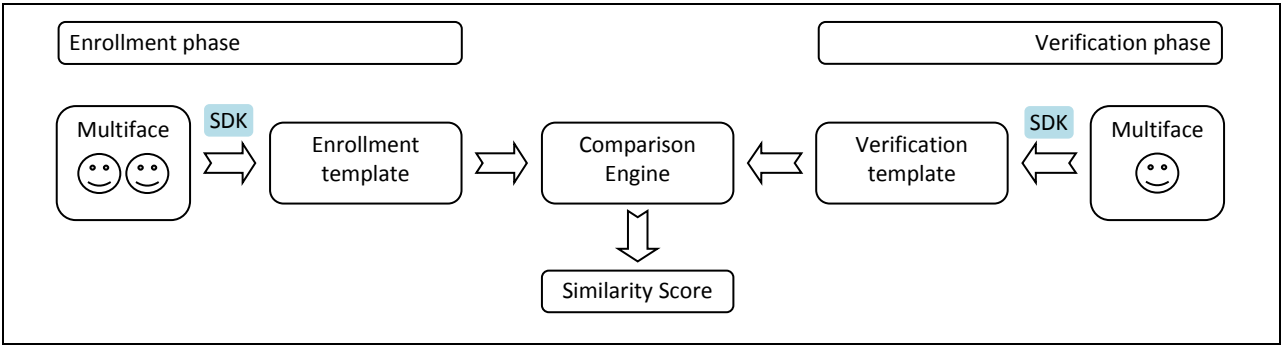 Enrollment phase
Verification phase
Multiface
SDK
Enrollment
template
Comparison
Engine
Verification
template
SDK
Multiface
Similarity Score